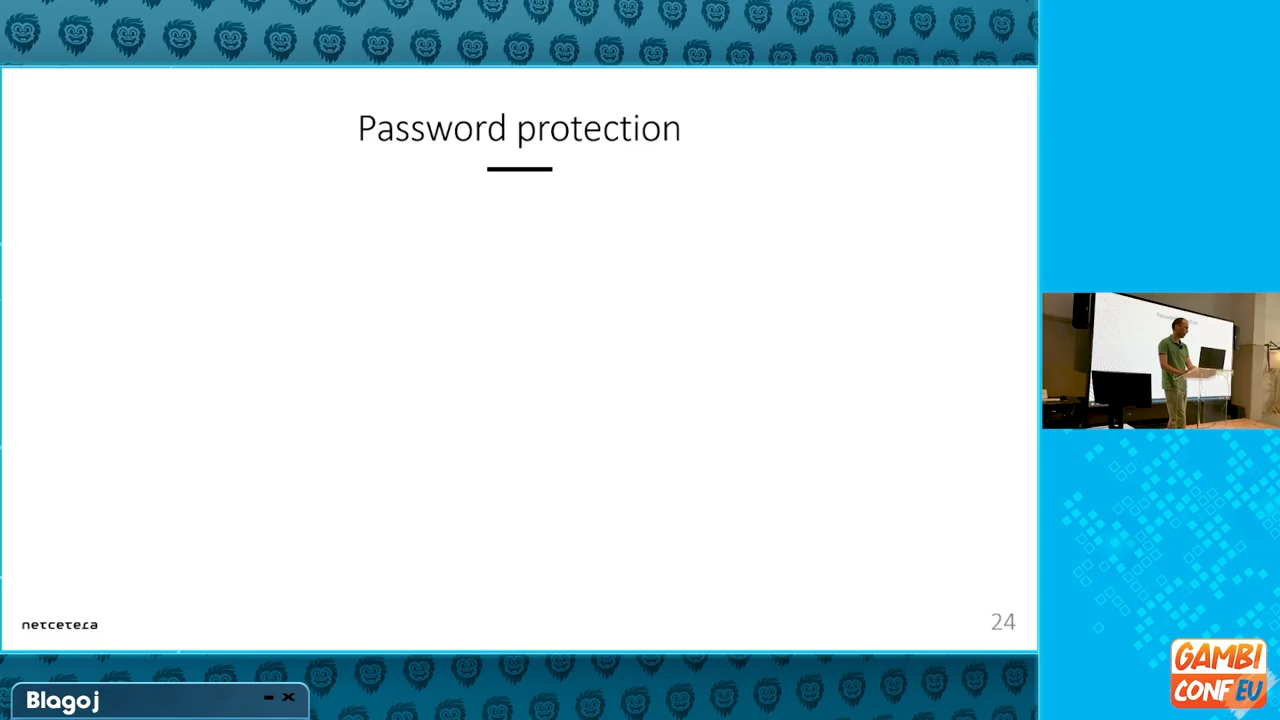 Password protection
netcetera
24
Blagoj
GAMBI
CONF EU